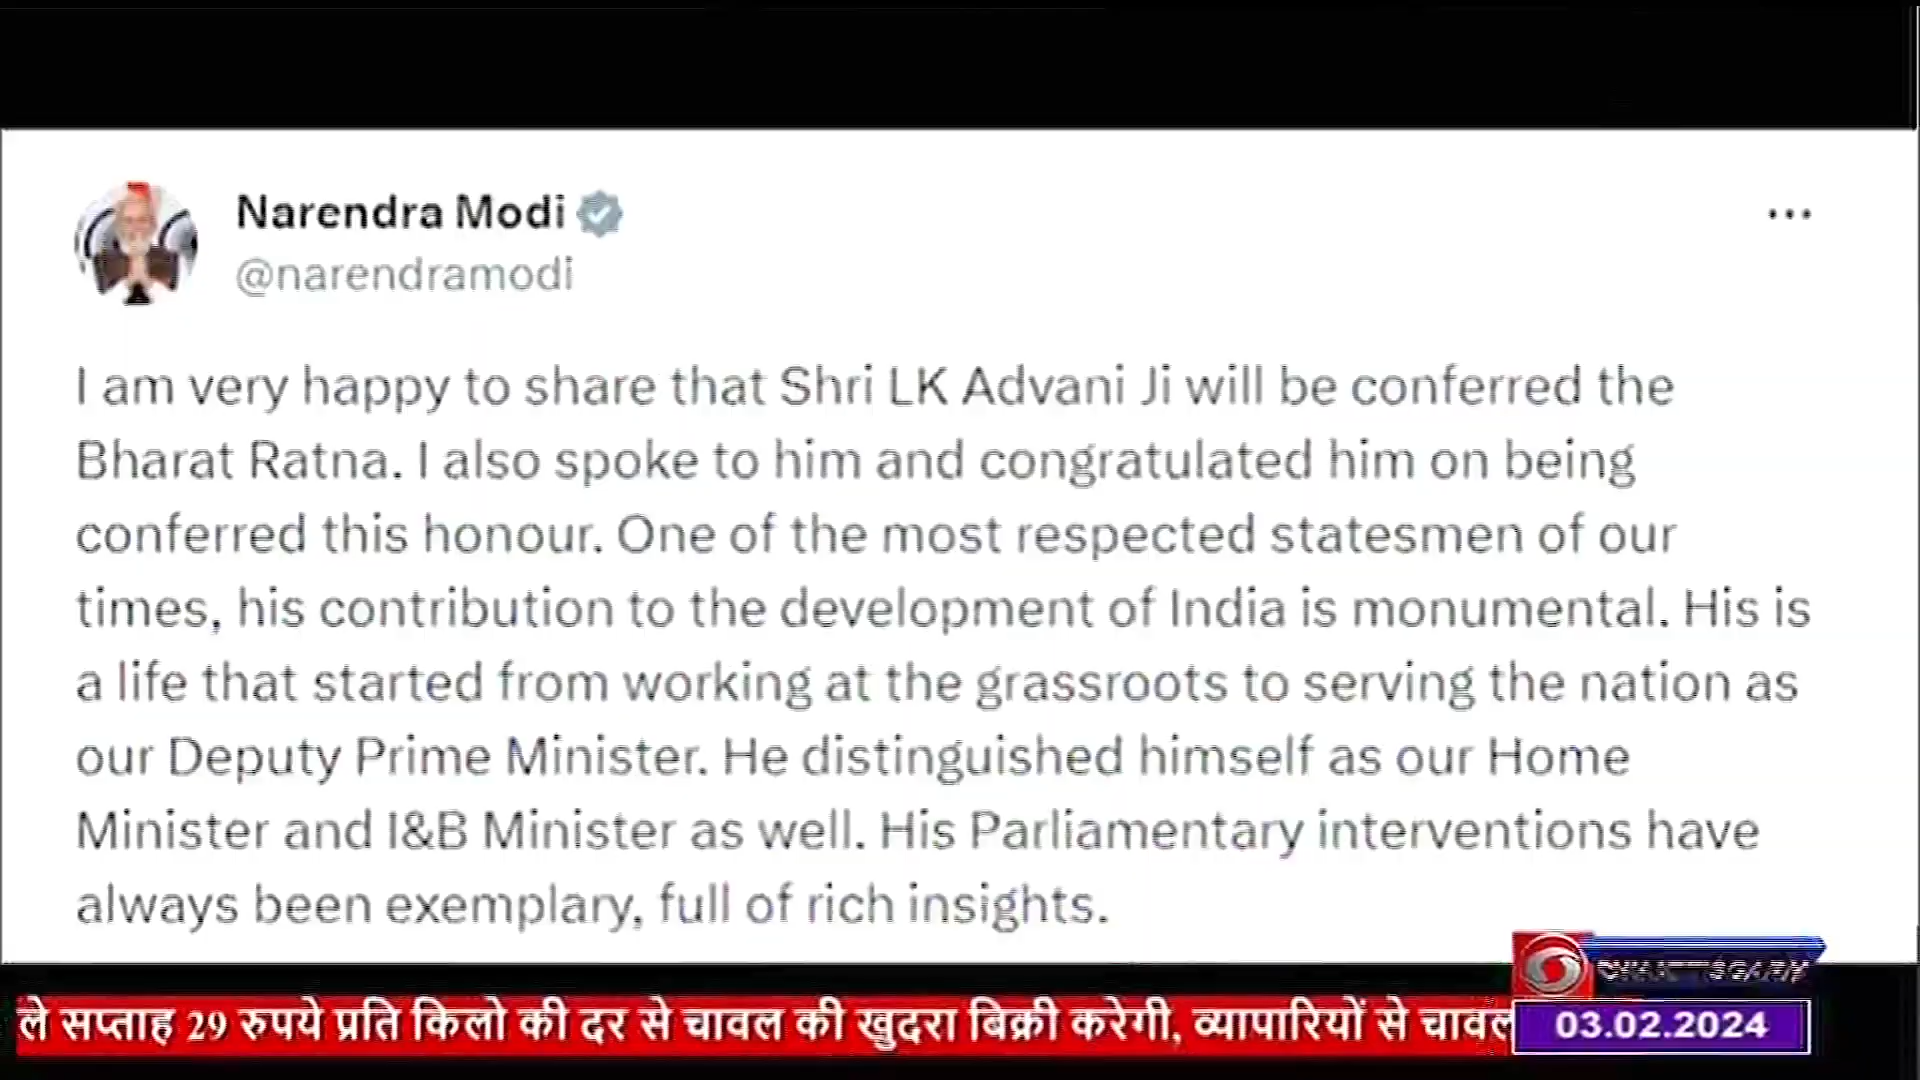 Narendra Modi
@narendramodi
I am very happy to share that Shri LK Advani Ji will be conferred the
Bharat Ratna. I also spoke to him and congratulated him on being
conferred this honour. One of the most respected statesmen of our
times, his contribution to the development of India is monumental. His is
a life that started from working at the grassroots to serving the nation as
our Deputy Prime Minister. He distinguished himself as our Home
Minister and I&B Minister as well. His Parliamentary interventions have
always been exemplary, full of rich insights.
ले सप्ताह 29 रुपये प्रति किलो की दर से चावल की खुदरा बिक्री करेगी, व्यापारियों से चावल
03.02.2024